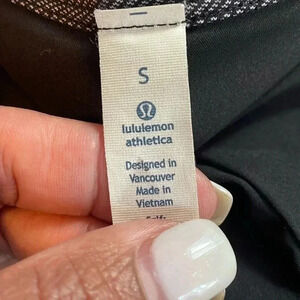 S
lululemon
athletica
Designed in
Vancouver
Made in
Vietnam